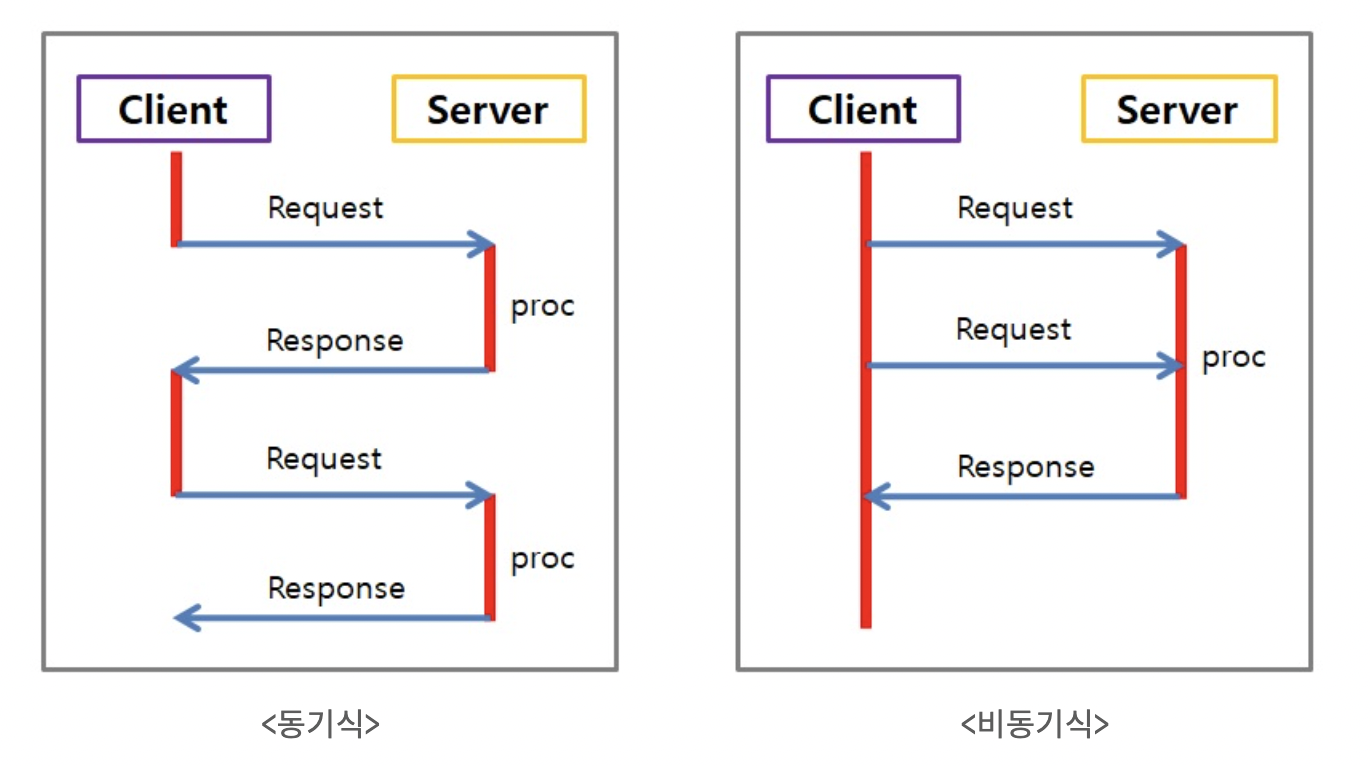 Client
Server
Request
proc
Response
Request
proc
Response
<동기식>
Client
Server
Request
Request
proc
Response
<비동기식>